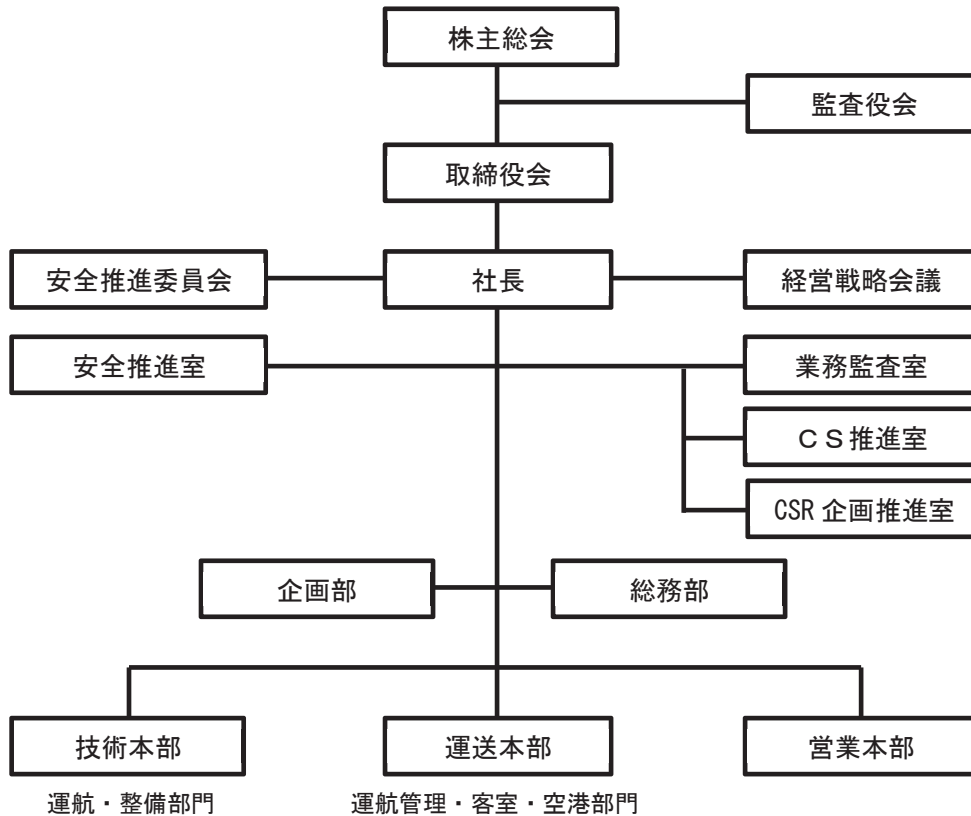 株主総会
監査役会
取締役会
安全推進委員会
社長
経営戦略会議
安全推進室
業務監査室
ＣＳ推進室
CSR 企画推進室
企画部
総務部
技術本部
運送本部
営業本部
運航・整備部門
運航管理・客室・空港部門